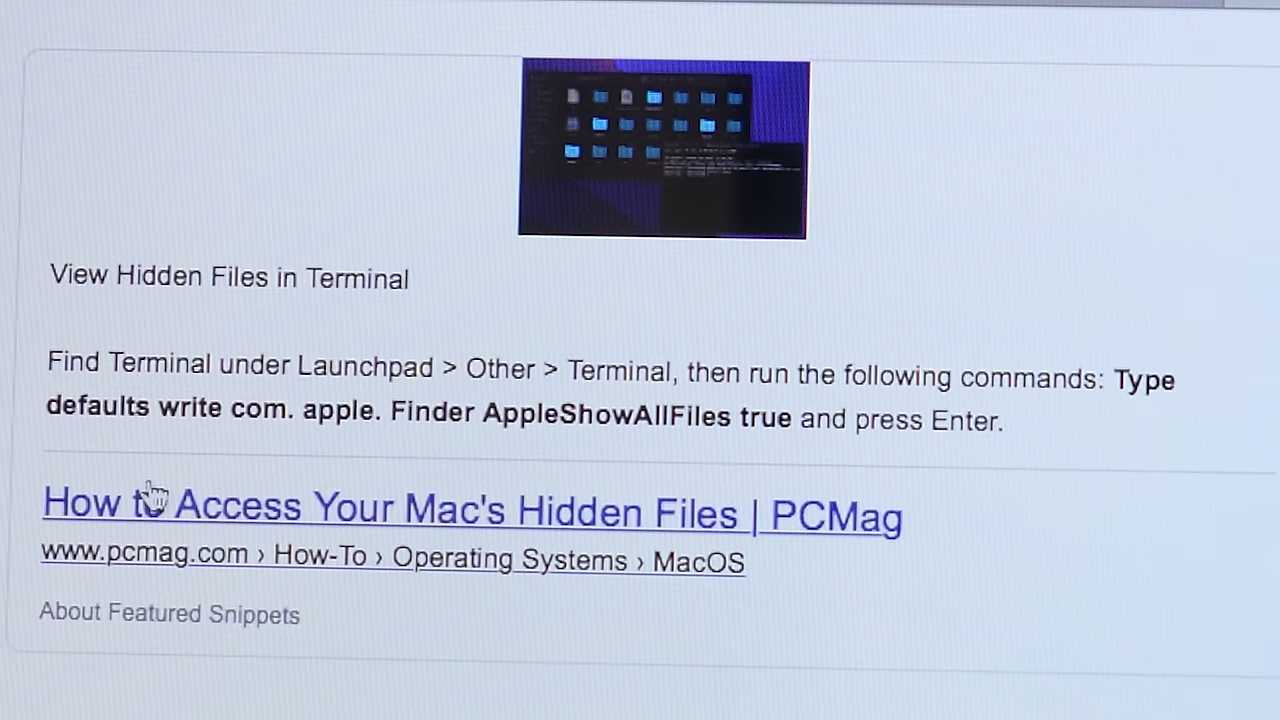 View Hidden Files in Terminal
Find Terminal under Launchpad > Other > Terminal, then run the following commands: Type
defaults write com. apple. Finder AppleShowAllFiles true and press Enter.
How to Access Your Mac's Hidden Files | PCMag
www.pcmag.com › How-To › Operating Systems › MacOS
About Featured Snippets